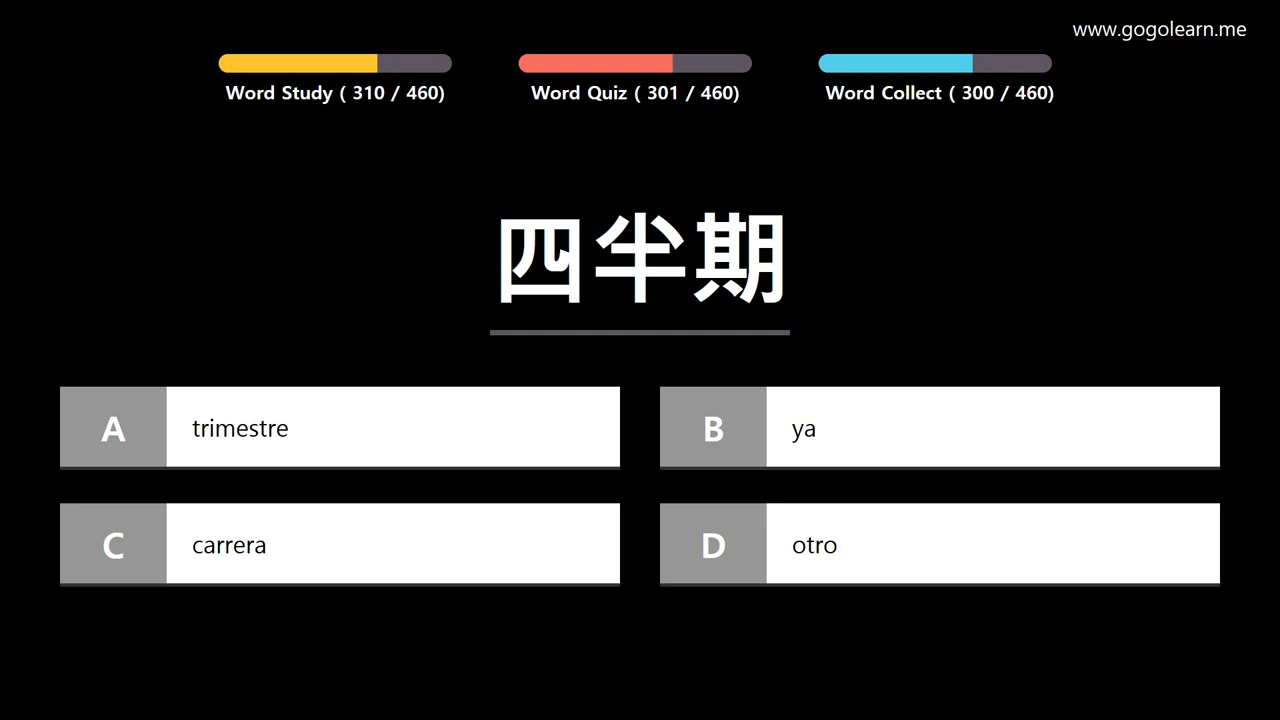 www.gogolearn.me
Word Study ( 310 / 460)
Word Quiz ( 301 / 460)
Word Collect ( 300 / 460)
四半期
A
trimestre
B
ya
C
carrera
D
otro